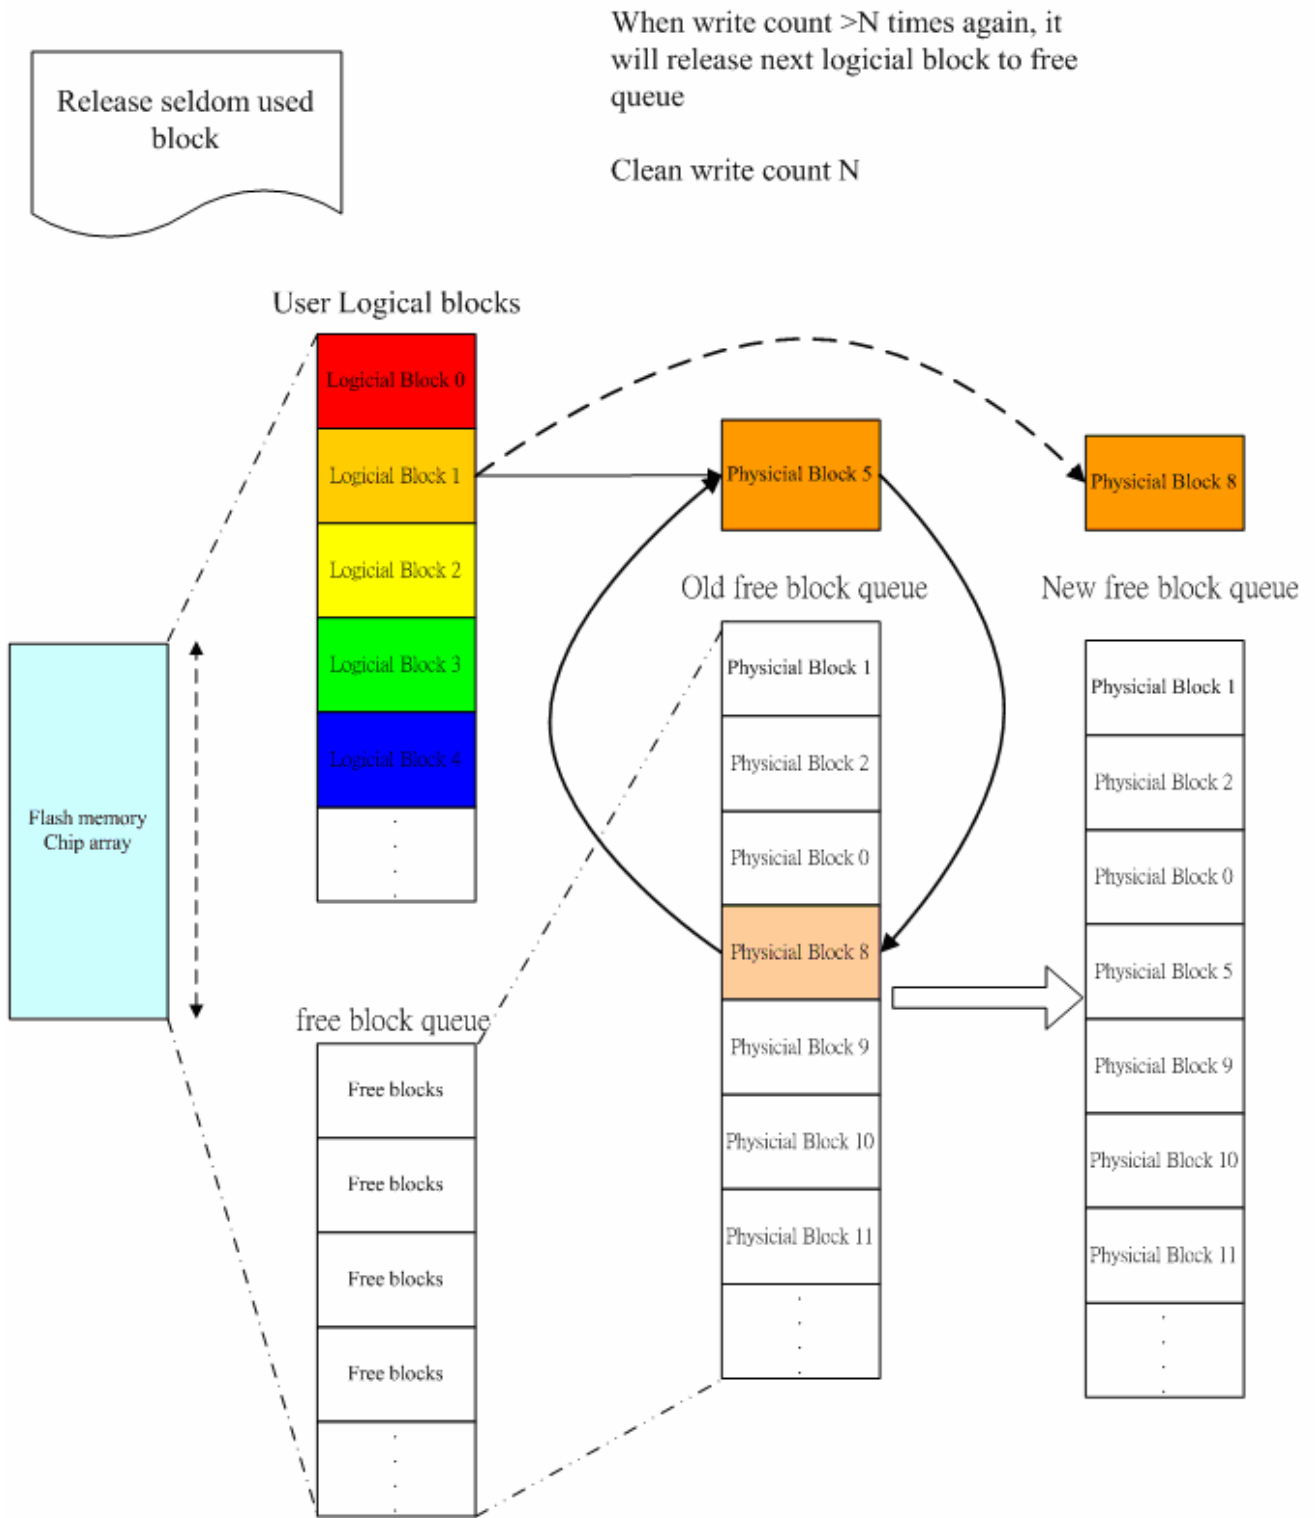 When write count >N times again, it
will release next logicial block to free
queue
Clean write count N
Release seldom used
block
User Logical blocks
Logicial Block 0
Logicial Block 1
Logicial Block 2
Logicial Block 3
Logicial Block 4
Flash memory
Chip array
free block queue
Free blocks
Free blocks
Free blocks
Free blocks
Physicial Block 5
Old free block queue
Physicial Block 1
Physicial Block 2
Physicial Block 0
Physicial Block 8
Physicial Block 9
Physicial Block 10
Physicial Block 11
Physicial Block 8
New free block queue
Physicial Block 1
Physicial Block 2
Physicial Block 0
Physicial Block 5
Physicial Block 9
Physicial Block 10
Physicial Block 11